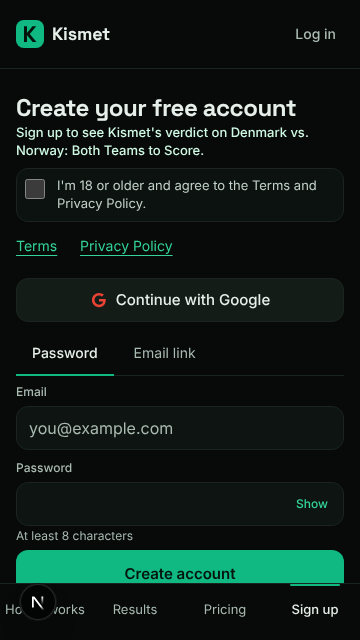 K Kismet
Log in
Create your free account
Sign up to see Kismet's verdict on Denmark vs.
Norway: Both Teams to Score.
I'm 18 or older and agree to the Terms and
Privacy Policy.
Terms
Privacy Policy
G Continue with Google
Password
Email link
Email
you@example.com
Password
Show
At least 8 characters
Create account
N
Results
Pricing
Sign up